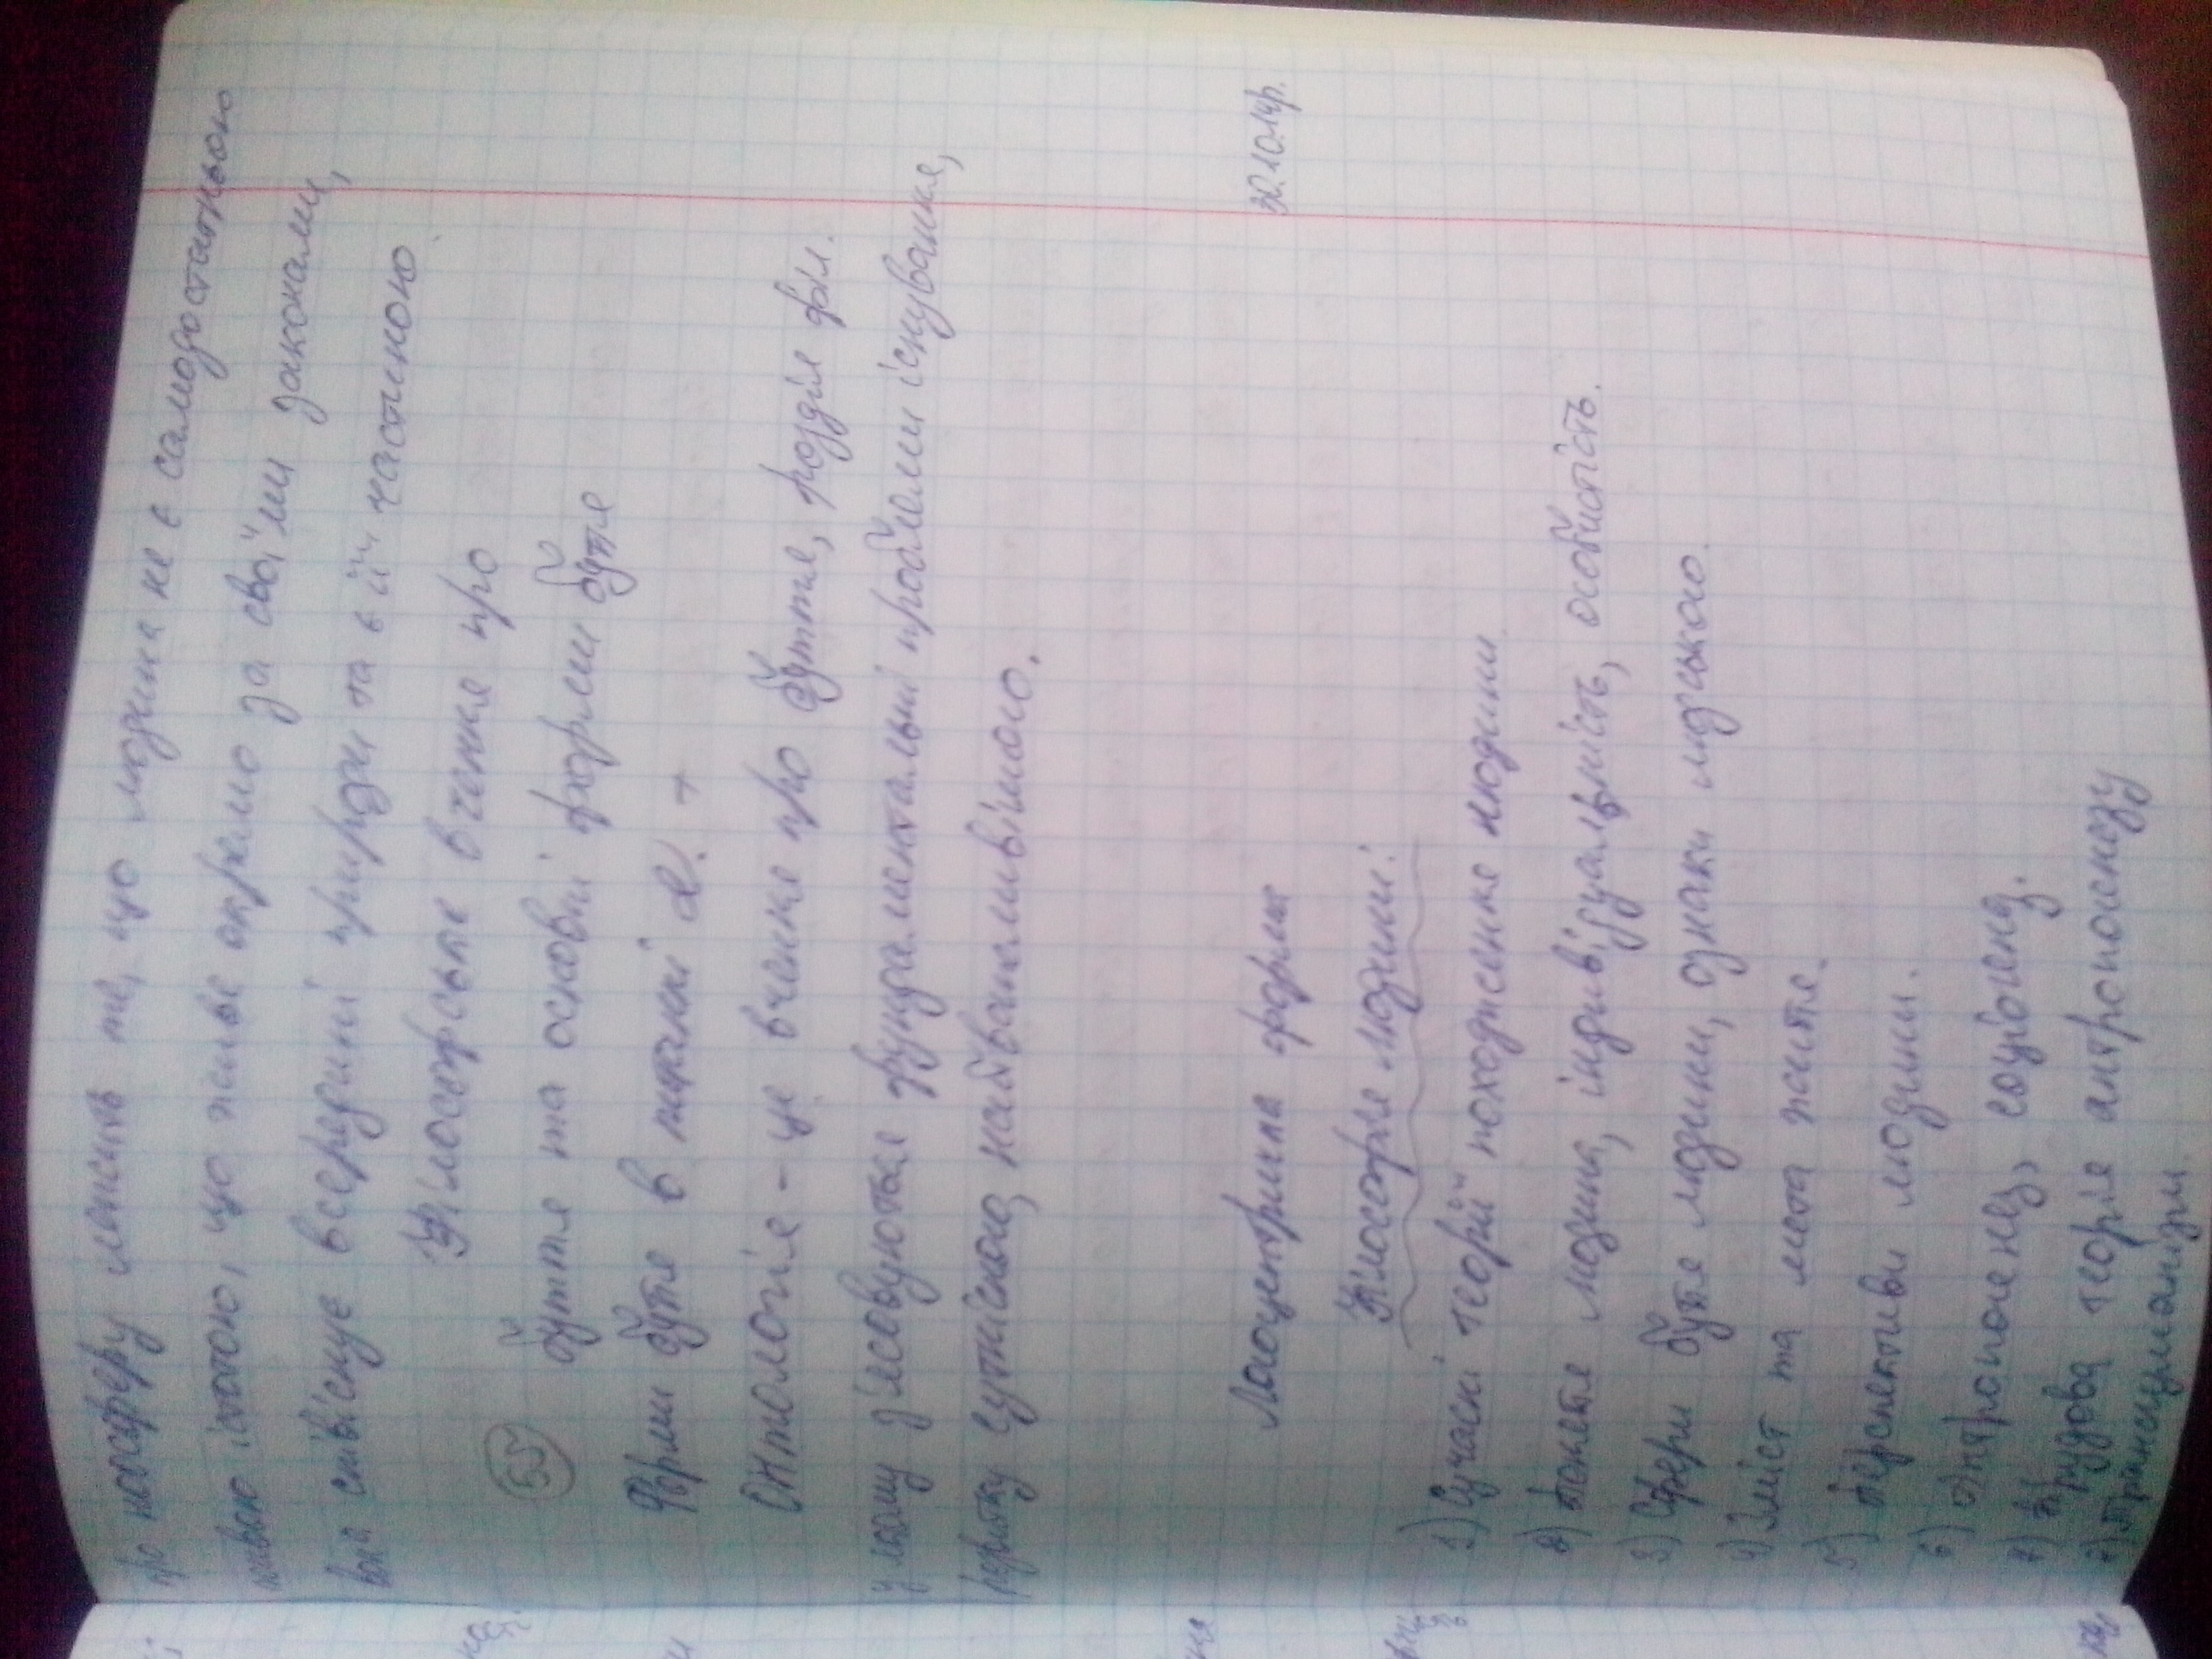 про ноосферу лежить те, що людина не є самодостатньою
живою істотою, що живе окремо за своїми законами,
вона співіснує всередині природи та є її частиною.
Філософське вчення про
55 буття та основні форми буття
Форми буття в питанні 2. +
Онтологія – це вчення про буття, розділ філ.
у якому з'ясовуються фундаментальні проблеми існування,
розвитку сутнісного, найважливішого.
форма
30.10.14р.
Філософія людини:
1) Сучасні теорії походження людини.
2) Поняття людина, індивідуальність, особистість.
3) Сфери буття людини, ознаки людського.
4) Зміст та мета життя.
5) Перспективи людини.
6) Антропогенез, соціогенез.
7) Трудова теорія антропогенезу
8) Трансгуманізм.